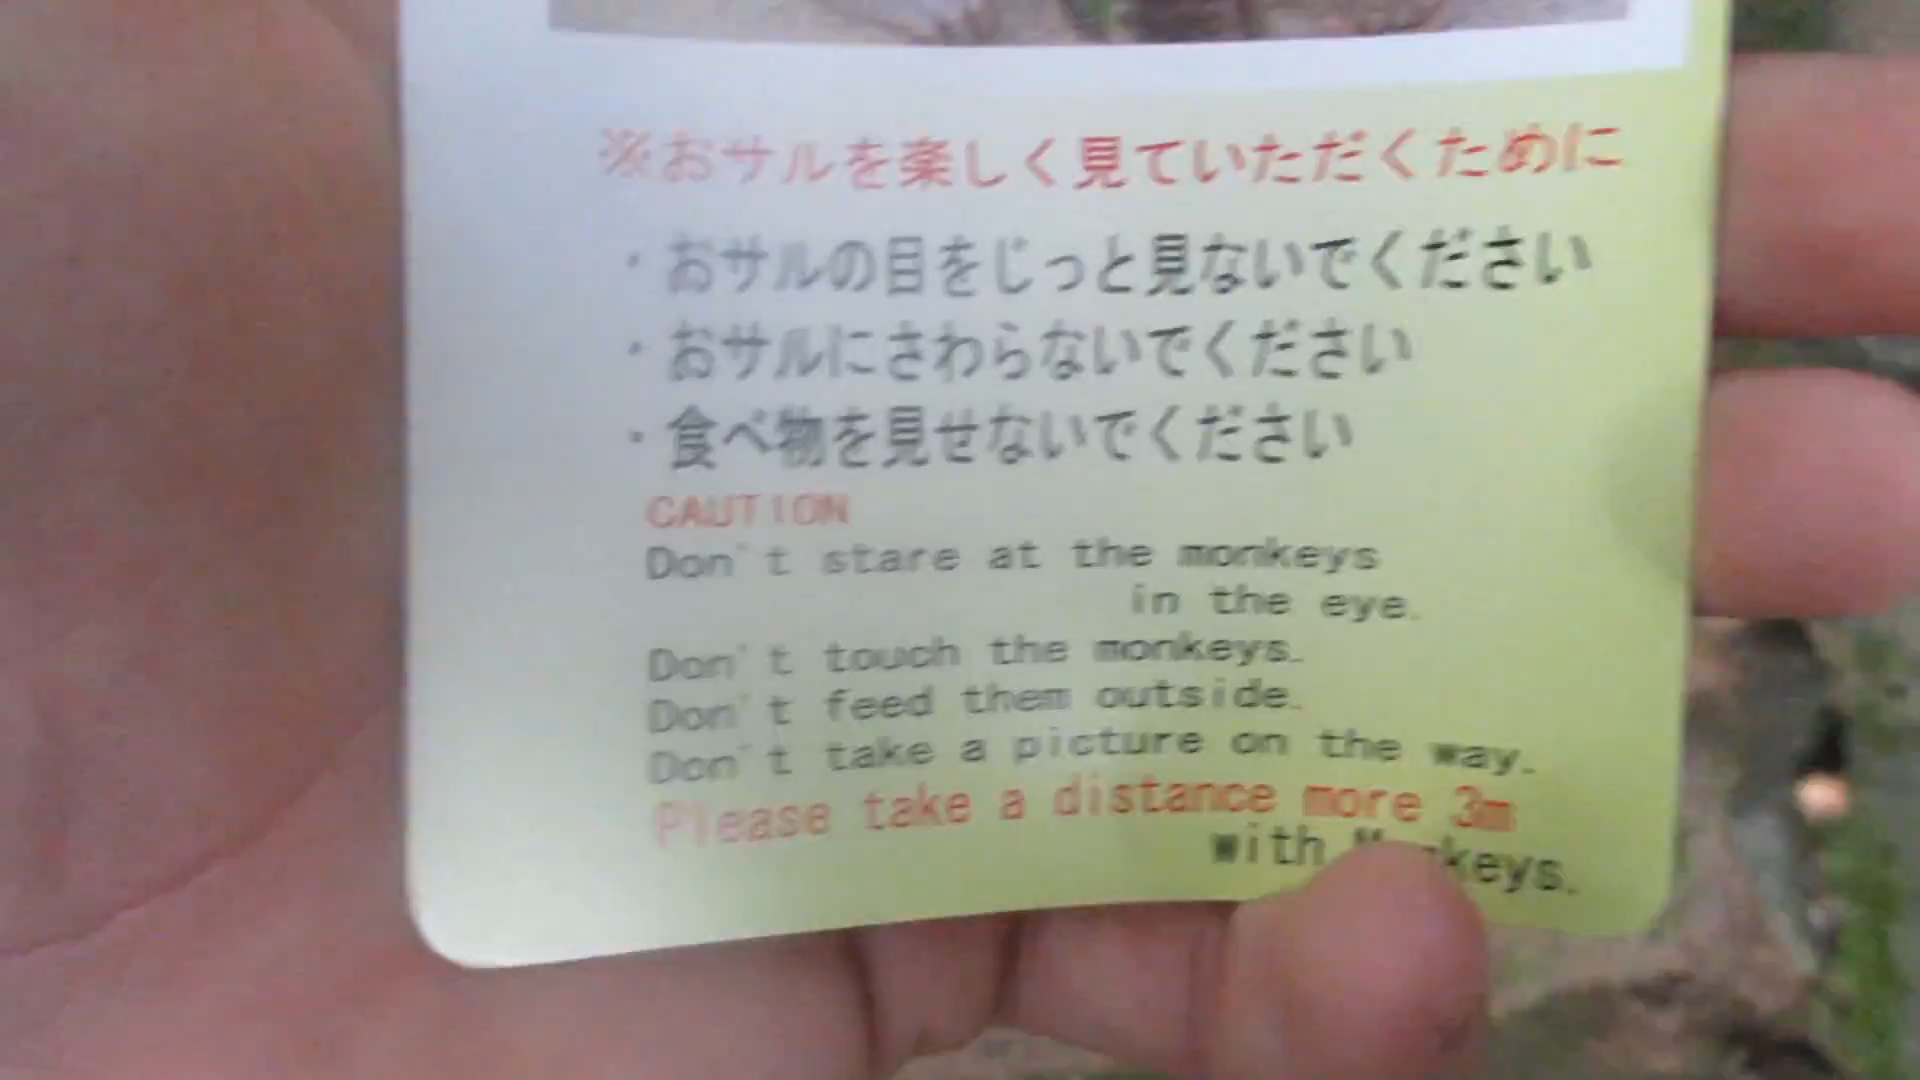 ※おサルを楽しく見ていただくために
・おサルの目をじっと見ないでください
・おサルにさわらないでください
・食べ物を見せないでください
CAUTION
Don't stare at the monkeys
in the eye.
Don't touch the monkeys.
Don't feed them outside.
Don't take a picture on the way.
Please take a distance more 3m
with